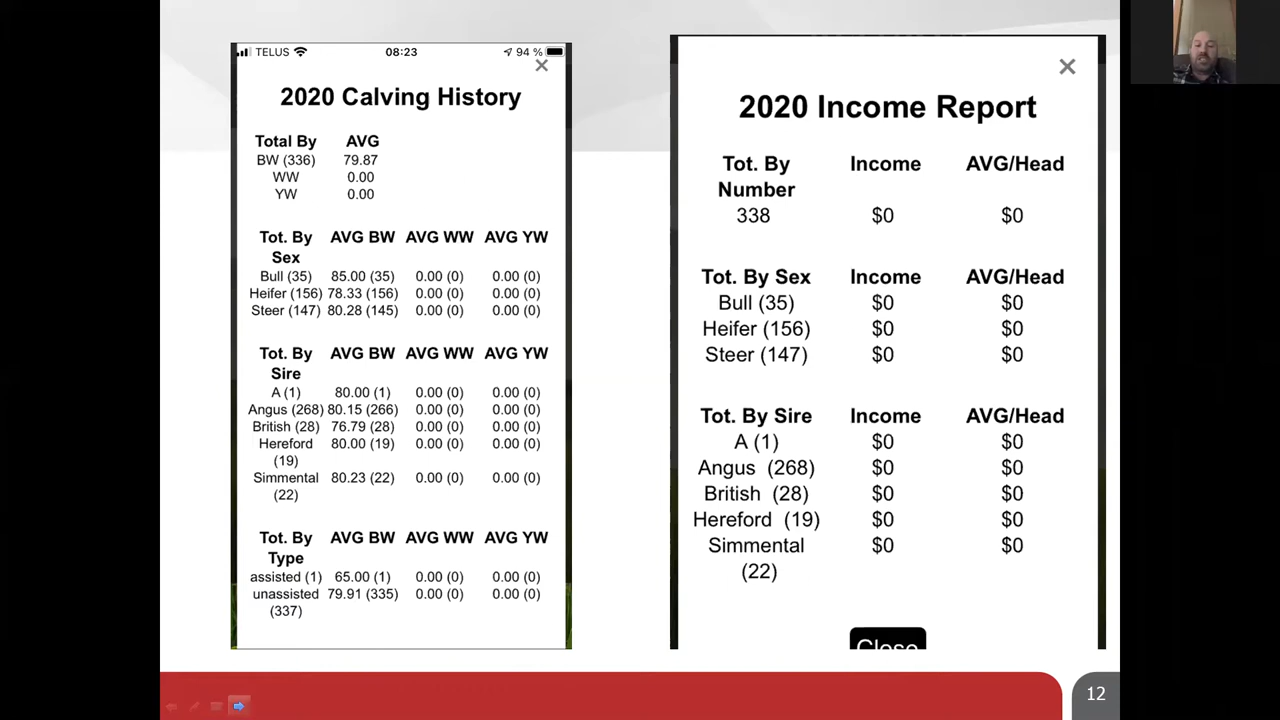 TELUS 08:23 94 %
2020 Calving History
Total By AVG
BW (336) 79.87
WW 0.00
YW 0.00
Tot. By AVG BW AVG WW AVG YW
Sex
Bull (35) 85.00 (35) 0.00 (0) 0.00 (0)
Heifer (156) 78.33 (156) 0.00 (0) 0.00 (0)
Steer (147) 80.28 (145) 0.00 (0) 0.00 (0)
Tot. By AVG BW AVG WW AVG YW
Sire
A (1) 80.00 (1) 0.00 (0) 0.00 (0)
Angus (268) 80.15 (266) 0.00 (0) 0.00 (0)
British (28) 76.79 (28) 0.00 (0) 0.00 (0)
Hereford 80.00 (19) 0.00 (0) 0.00 (0)
(19)
Simmental 80.23 (22) 0.00 (0) 0.00 (0)
(22)
Tot. By AVG BW AVG WW AVG YW
Type
assisted (1) 65.00 (1) 0.00 (0) 0.00 (0)
unassisted 79.91 (335) 0.00 (0) 0.00 (0)
(337)
2020 Income Report
Tot. By Income AVG/Head
Number
338 $0 $0
Tot. By Sex Income AVG/Head
Bull (35) $0 $0
Heifer (156) $0 $0
Steer (147) $0 $0
Tot. By Sire Income AVG/Head
A (1) $0 $0
Angus (268) $0 $0
British (28) $0 $0
Hereford (19) $0 $0
Simmental $0 $0
(22)
Close
12